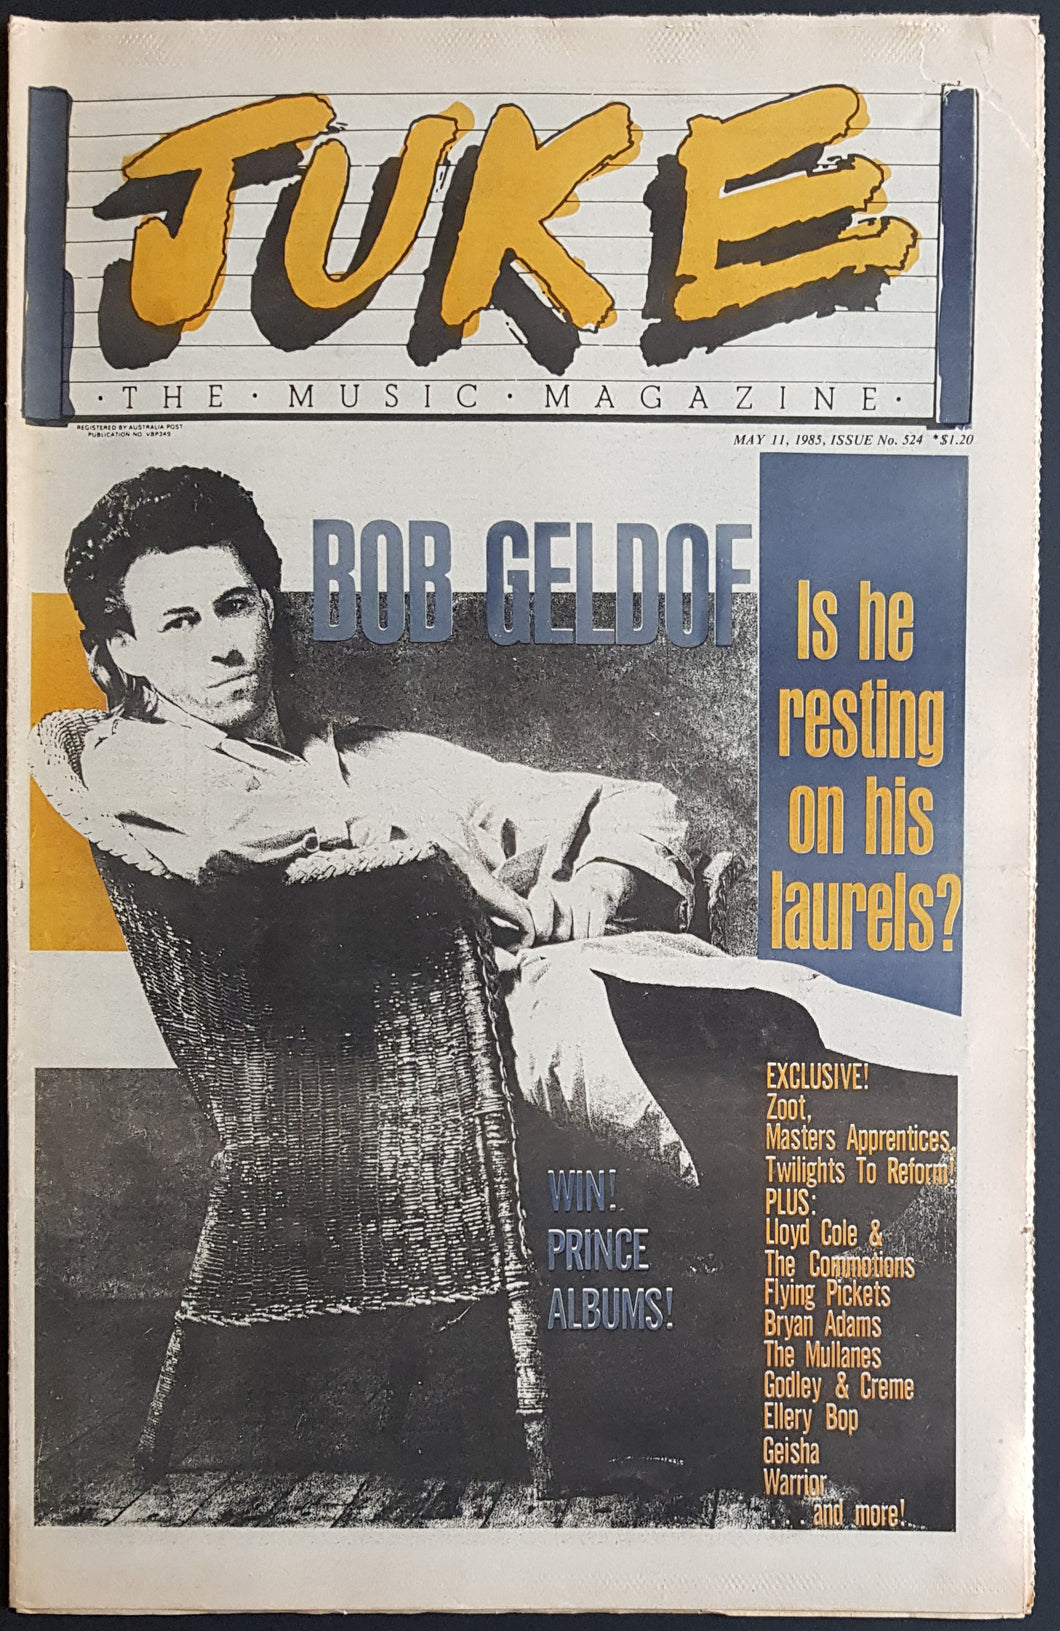 JUKE
·THE·MUSIC·MAGAZINE·
REGISTERED BY AUSTRALIA POST
PUBLICATION NO. VBP349
MAY 11, 1985, ISSUE No. 524 *$1.20
BOB GELDOF
Is he
resting
on his
laurels?
EXCLUSIVE!
Zoot,
Masters Apprentices,
Twilights To Reform!
PLUS:
Lloyd Cole &
The Commotions
Flying Pickets
Bryan Adams
The Mullanes
Godley & Creme
Ellery Bop
Geisha
Warrior
. . . and more!
WIN!
PRINCE
ALBUMS!